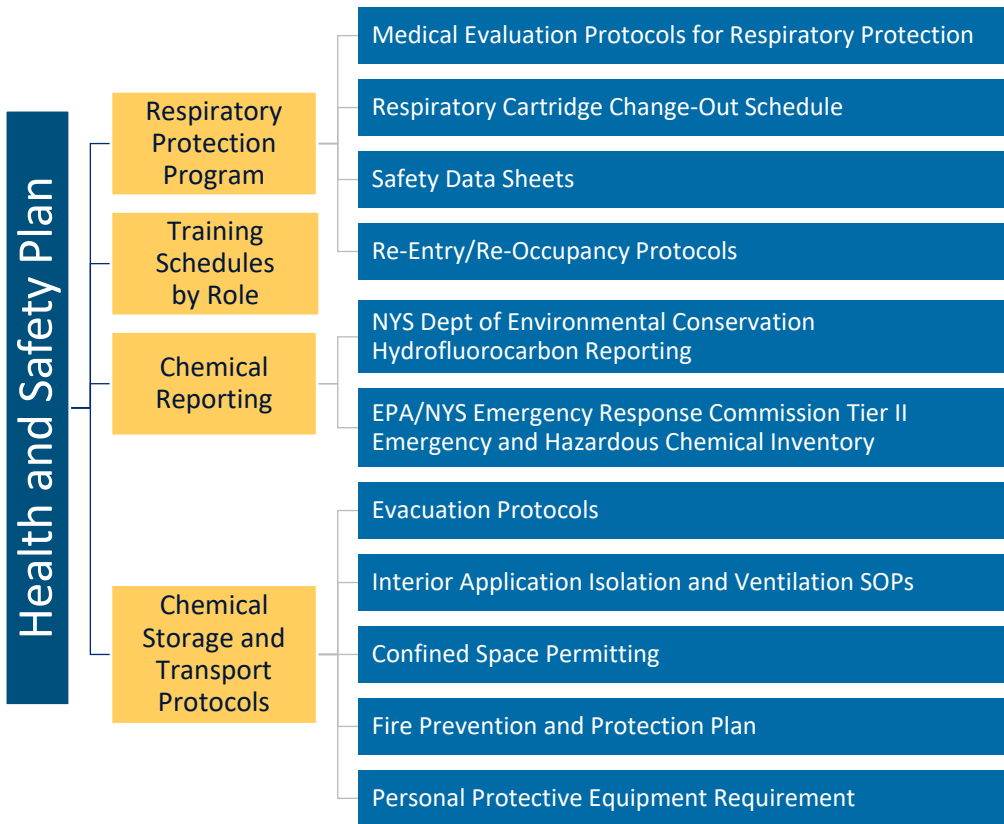 Health and Safety Plan
Respiratory
Protection
Program
Medical Evaluation Protocols for Respiratory Protection
Respiratory Cartridge Change-Out Schedule
Safety Data Sheets
Re-Entry/Re-Occupancy Protocols
Training
Schedules
by Role
Chemical
Reporting
NYS Dept of Environmental Conservation
Hydrofluorocarbon Reporting
EPA/NYS Emergency Response Commission Tier II
Emergency and Hazardous Chemical Inventory
Chemical
Storage and
Transport
Protocols
Evacuation Protocols
Interior Application Isolation and Ventilation SOPs
Confined Space Permitting
Fire Prevention and Protection Plan
Personal Protective Equipment Requirement